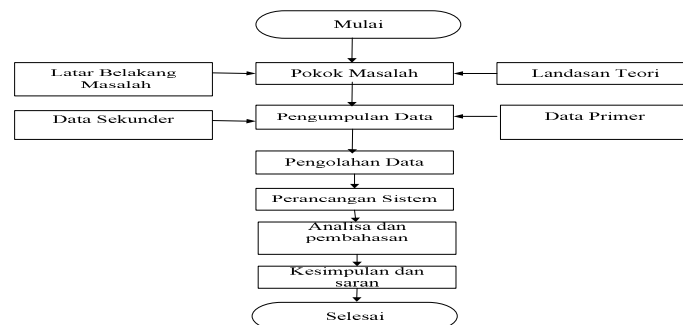 Mulai
Latar Belakang
Masalah
Pokok Masalah
Landasan Teori
Data Sekunder
Pengumpulan Data
Data Primer
Pengolahan Data
Perancangan Sistem
Analisa dan
pembahasan
Kesimpulan dan
saran
Selesai